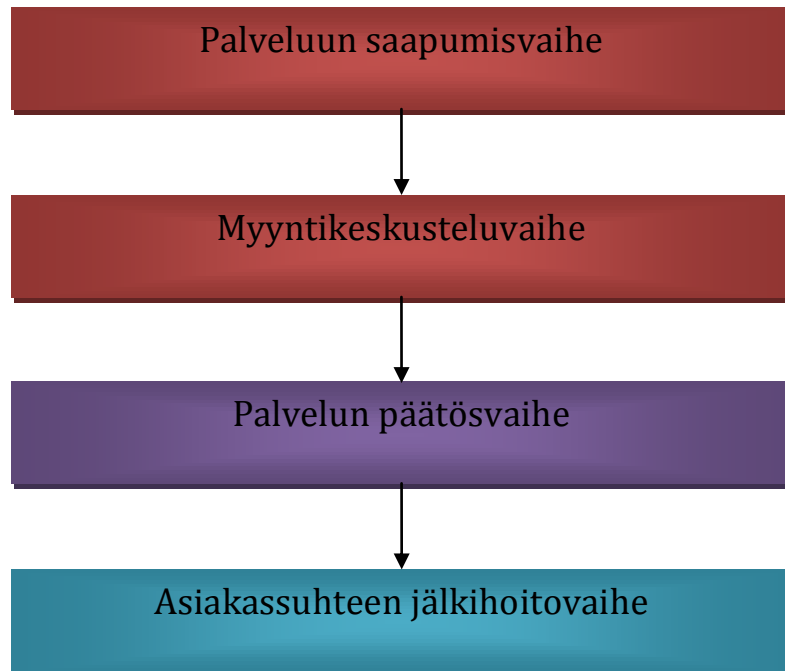 Palveluun saapumisvaihe
Myyntikeskusteluvaihe
Palvelun päätösvaihe
Asiakassuhteen jälkihoitovaihe